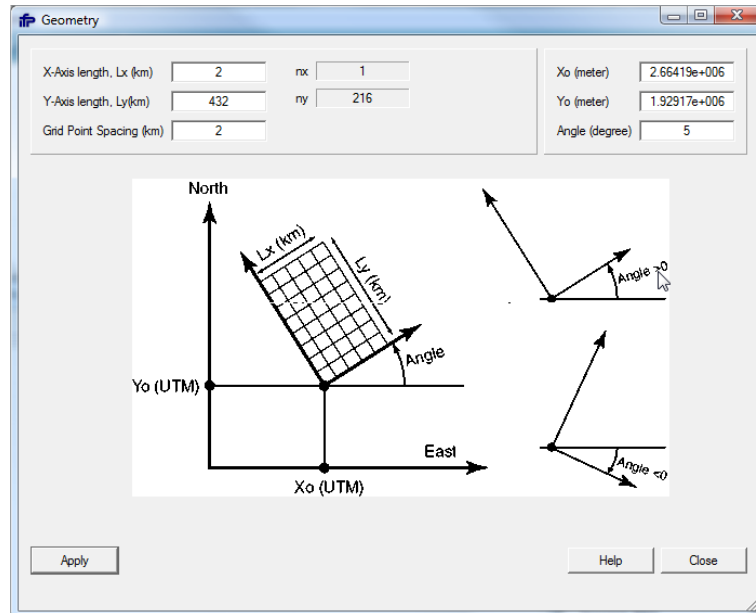 ifp Geometry
X-Axis length, Lx (km) 2 nx 1
Xo (meter) 2.66419e+006
Y-Axis length, Ly(km) 432 ny 216
Yo (meter) 1.92917e+006
Grid Point Spacing (km) 2
Angle (degree) 5
North
Lx (km)
Ly (km)
Angle >0
Angle
Yo (UTM)
East
Angle <0
Xo (UTM)
Apply
Help
Close